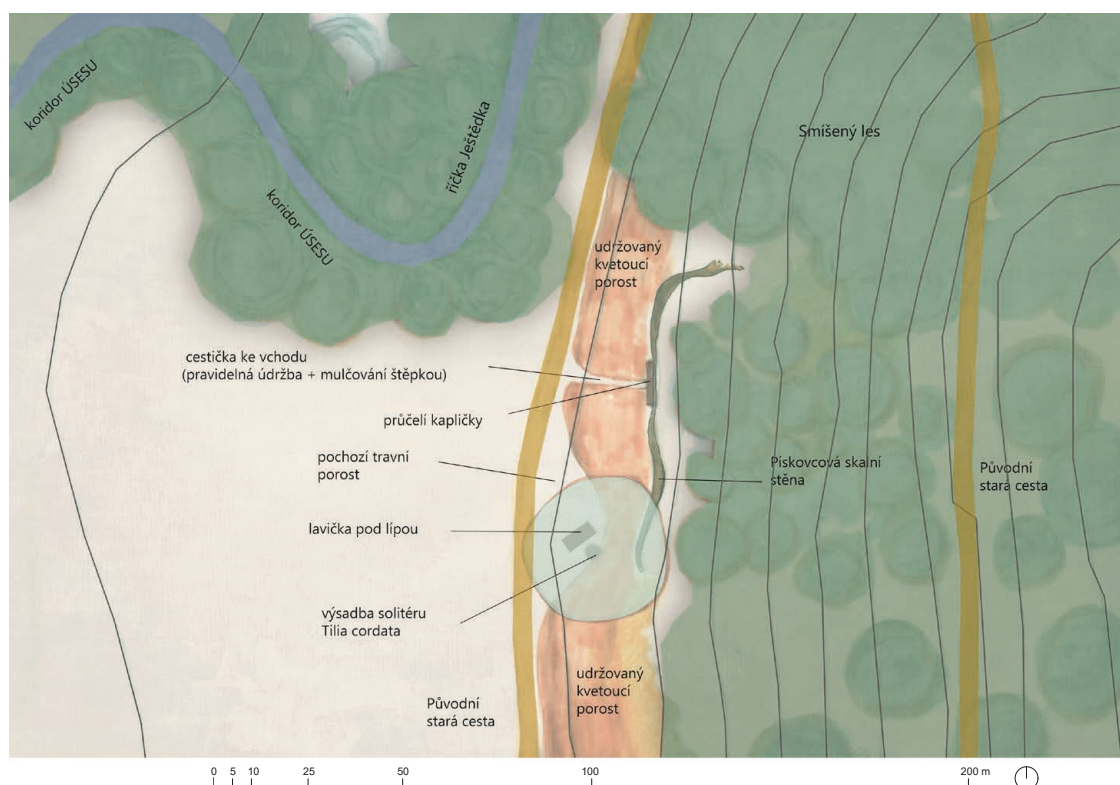 koridor ÚSESU
koridor ÚSESU
říčka Ještědka
Smíšený les
udržovaný
kvetoucí
porost
cestička ke vchodu
(pravidelná údržba + mulčování štěpkou)
průčelí kapličky
pochozí travní
porost
Pískovcová skalní
stěna
Původní
stará cesta
lavička pod lípou
výsadba solitéru
Tilia cordata
udržovaný
kvetoucí
porost
Původní
stará cesta
0 5 10 25 50 100 200 m